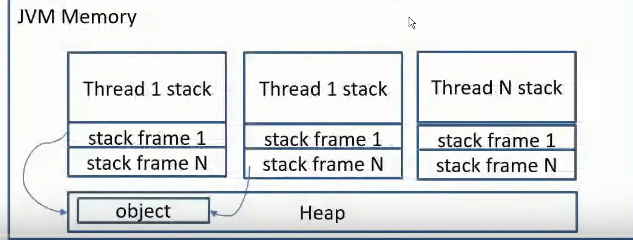 JVM Memory
Thread 1 stack
stack frame 1
stack frame N
Thread 1 stack
stack frame 1
stack frame N
Thread N stack
stack frame 1
stack frame N
object
Heap